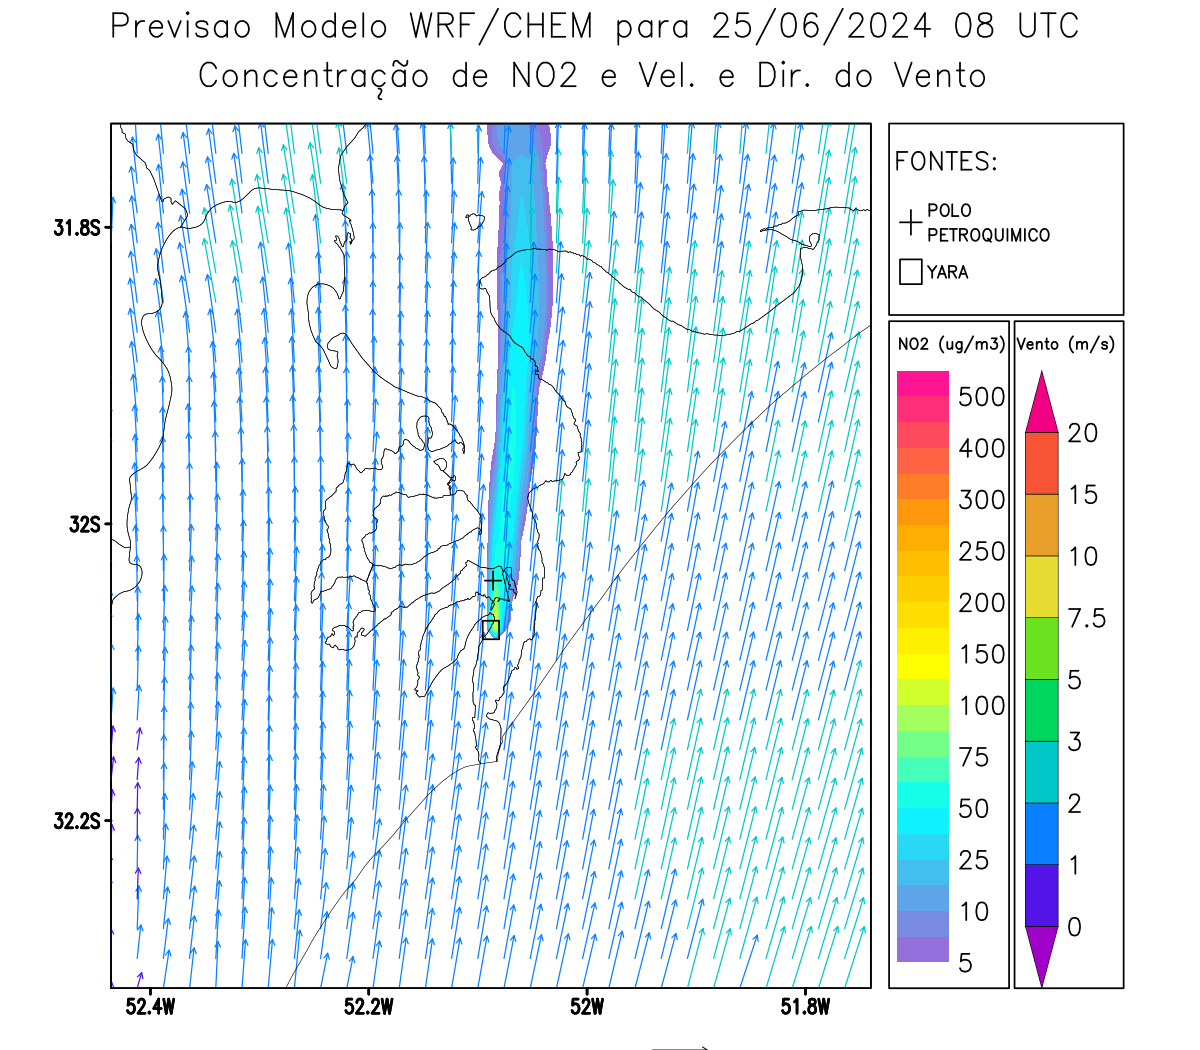 Previsao Modelo WRF/CHEM para 25/06/2024 08 UTC
Concentração de NO2 e Vel. e Dir. do Vento
FONTES:
POLO
PETROQUIMICO
YARA
31.8S
32S
32.2S
52.4W
52.2W
52W
51.8W
NO2 (ug/m3)
500
400
300
250
200
150
100
75
50
25
10
5
Vento (m/s)
20
15
10
7.5
5
3
2
1
0